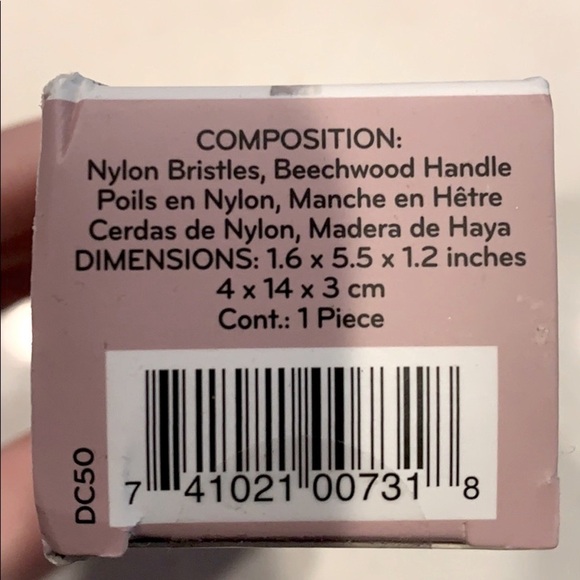 COMPOSITION:
Nylon Bristles, Beechwood Handle
Poils en Nylon, Manche en Hêtre
Cerdas de Nylon, Madera de Haya
DIMENSIONS: 1.6 x 5.5 x 1.2 inches
4 x 14 x 3 cm
Cont.: 1 Piece
DC50
7 41021 00731 8